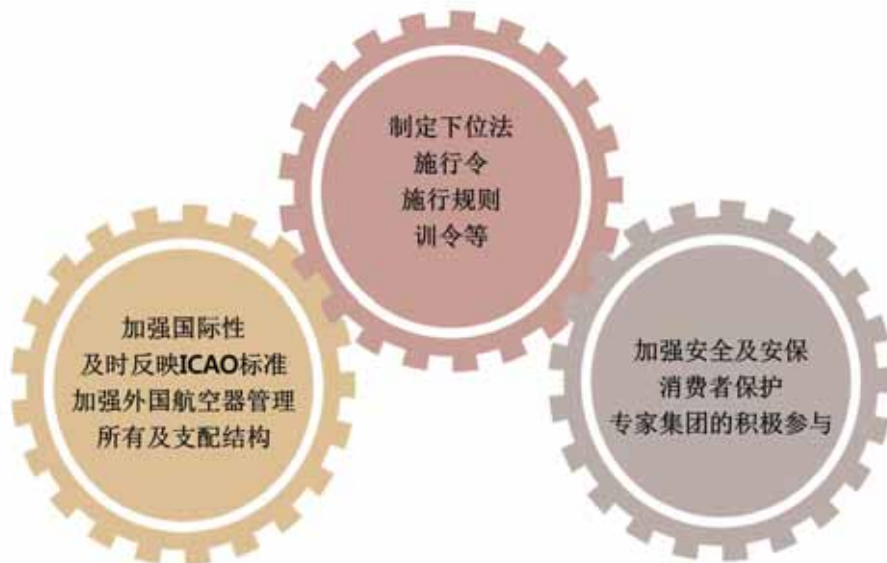 制定下位法
施行令
施行规则
训令等
加强国际性
及时反映ICAO标准
加强外国航空器管理
所有及支配结构
加强安全及安保
消费者保护
专家集团的积极参与